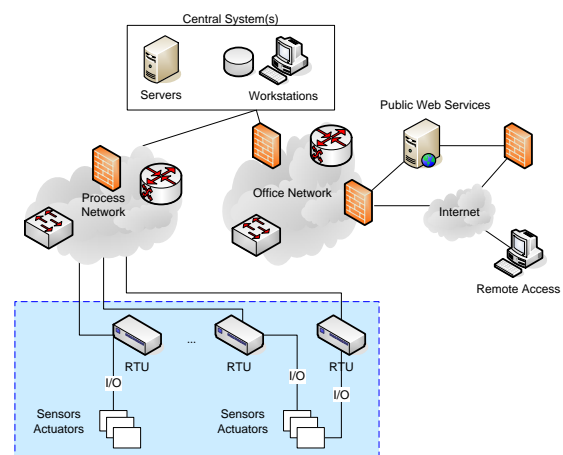 Central System(s)
Servers
Workstations
Public Web Services
Process
Network
Office Network
Internet
Remote Access
RTU
...
RTU
RTU
I/O
I/O
I/O
Sensors
Actuators
Sensors
Actuators